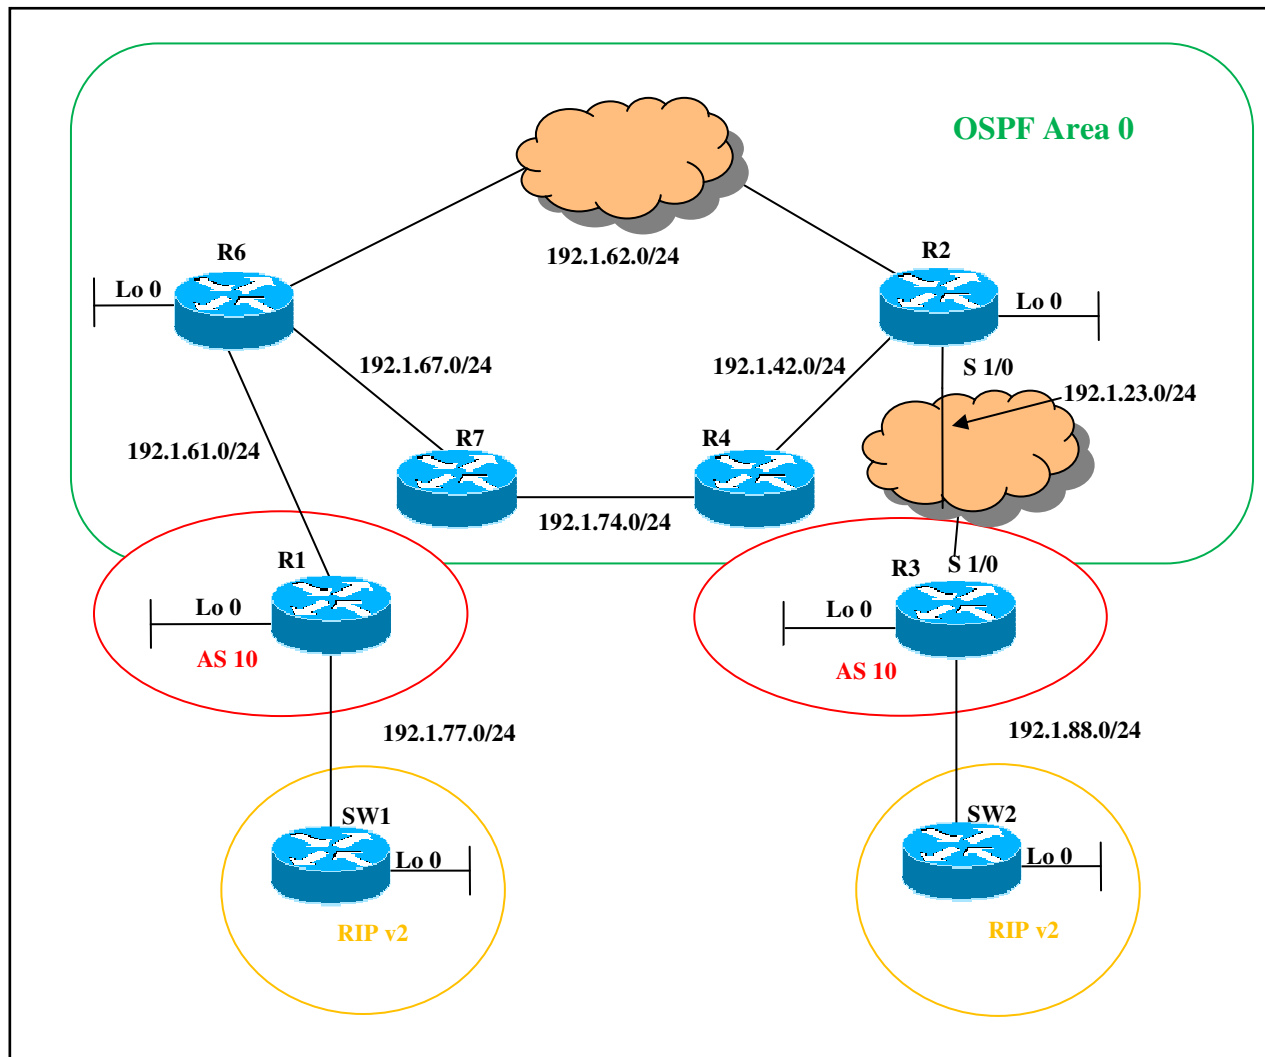 OSPF Area 0
R6
192.1.62.0/24
R2
Lo 0
Lo 0
192.1.67.0/24
192.1.42.0/24
S 1/0
192.1.23.0/24
192.1.61.0/24
R7
R4
192.1.74.0/24
R1
R3
S 1/0
Lo 0
Lo 0
AS 10
AS 10
192.1.77.0/24
192.1.88.0/24
SW1
SW2
Lo 0
Lo 0
RIP v2
RIP v2